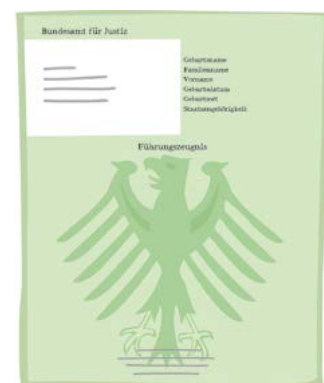 Bundesamt für Justiz
Geburtsname
Familienname
Vorname
Geburtsdatum
Geburtsort
Staatsangehörigkeit
Führungszeugnis